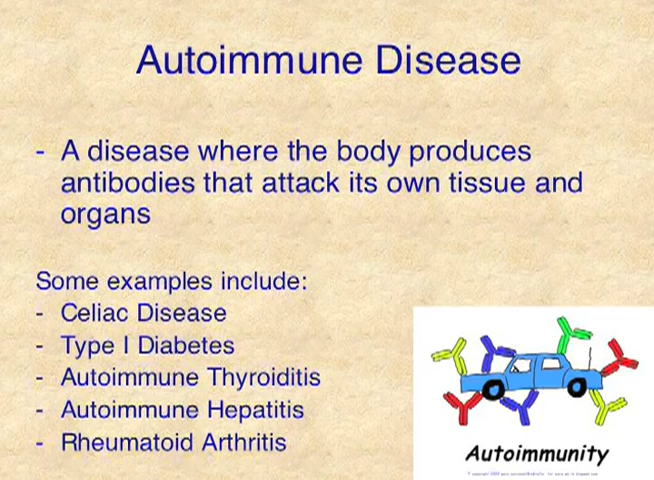 Autoimmune Disease
- A disease where the body produces
antibodies that attack its own tissue and
organs
Some examples include:
- Celiac Disease
- Type I Diabetes
- Autoimmune Thyroiditis
- Autoimmune Hepatitis
- Rheumatoid Arthritis
Autoimmunity